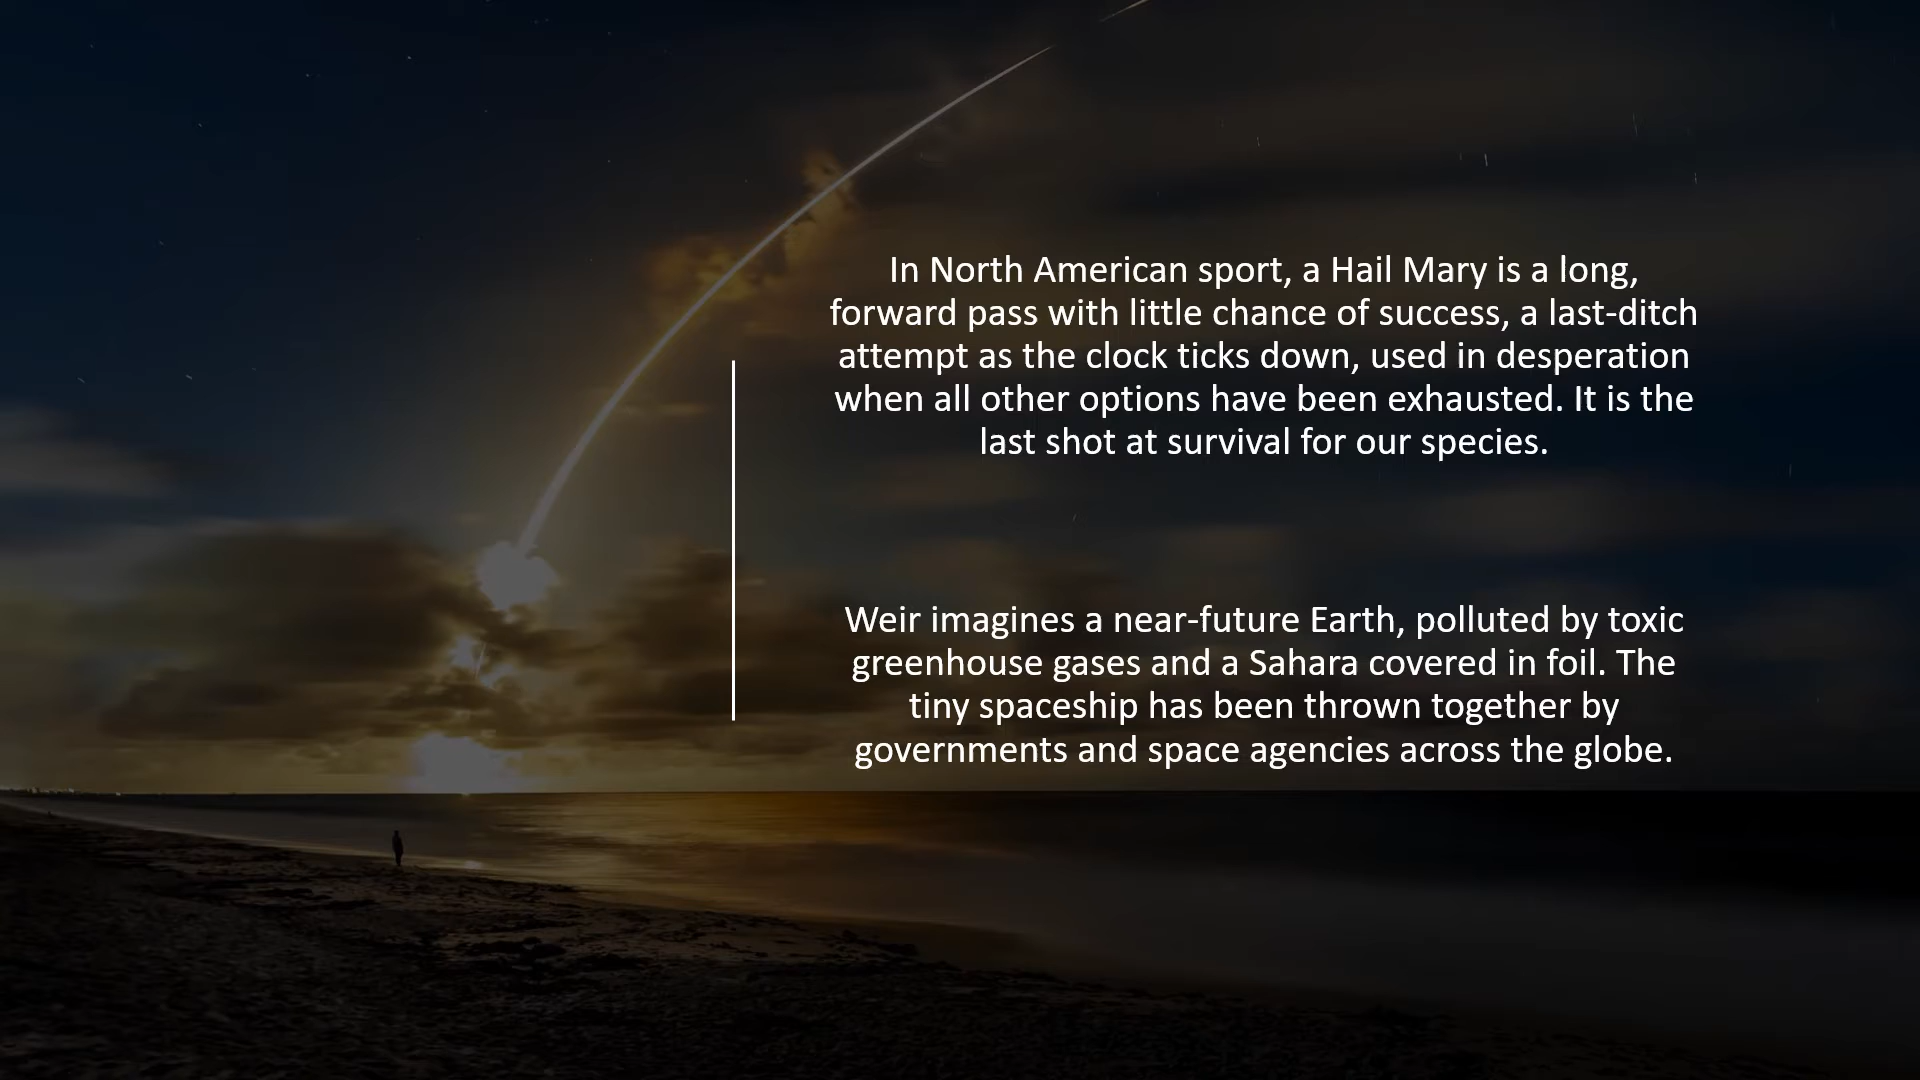 In North American sport, a Hail Mary is a long,
forward pass with little chance of success, a last-ditch
attempt as the clock ticks down, used in desperation
when all other options have been exhausted. It is the
last shot at survival for our species.
Weir imagines a near-future Earth, polluted by toxic
greenhouse gases and a Sahara covered in foil. The
tiny spaceship has been thrown together by
governments and space agencies across the globe.